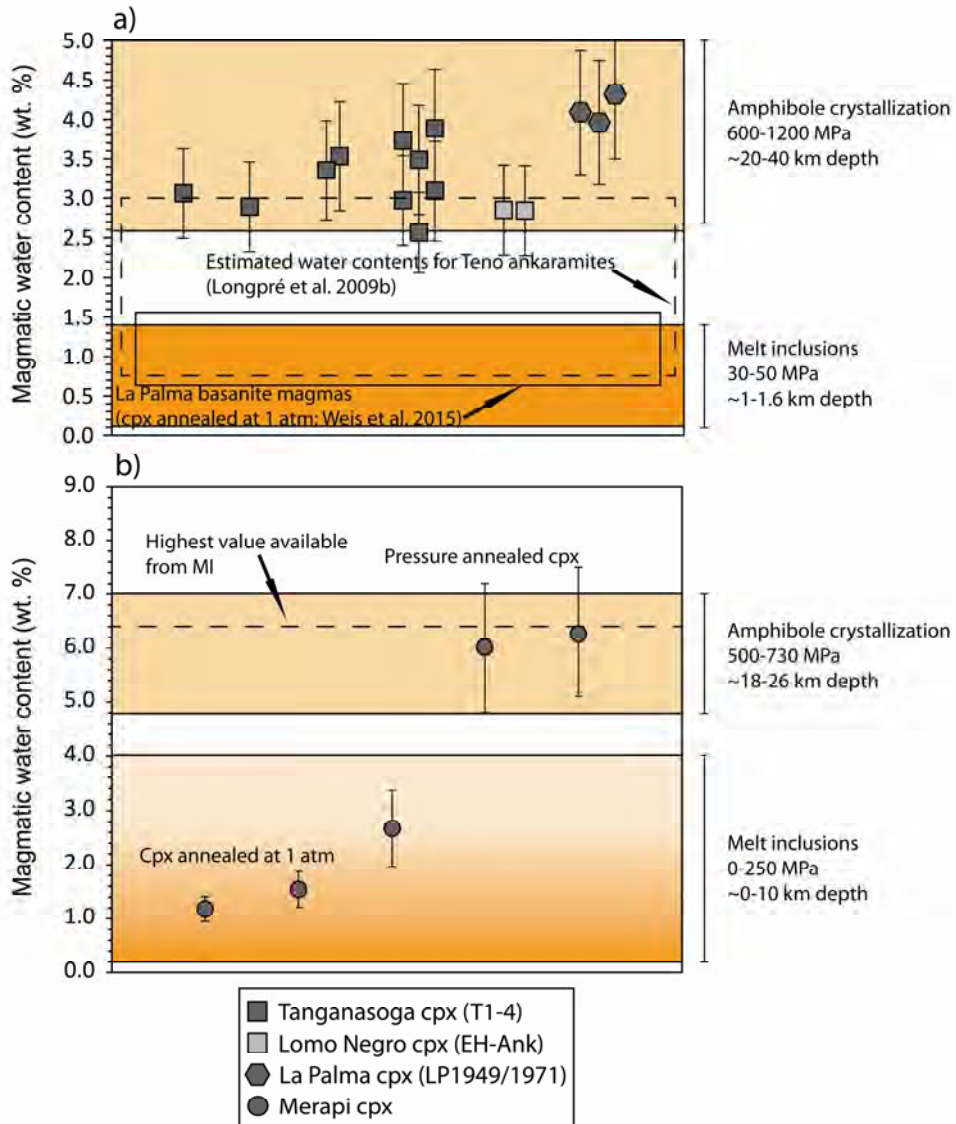 a)
Magmatic water content (wt. %)
5.0
4.5
4.0
3.5
3.0
2.5
2.0
1.5
1.0
0.5
0.0
Estimated water contents for Teno ankaramites
(Longpré et al. 2009b)
La Palma basanite magmas
(cpx annealed at 1 atm; Weis et al. 2015)
Amphibole crystallization
600-1200 MPa
~20-40 km depth
Melt inclusions
30-50 MPa
~1-1.6 km depth
b)
Magmatic water content (wt. %)
9.0
8.0
7.0
6.0
5.0
4.0
3.0
2.0
1.0
0.0
Highest value available
from MI
Pressure annealed cpx
Cpx annealed at 1 atm
Amphibole crystallization
500-730 MPa
~18-26 km depth
Melt inclusions
0-250 MPa
~0-10 km depth
Tanganasoga cpx (T1-4)
Lomo Negro cpx (EH-Ank)
La Palma cpx (LP1949/1971)
Merapi cpx